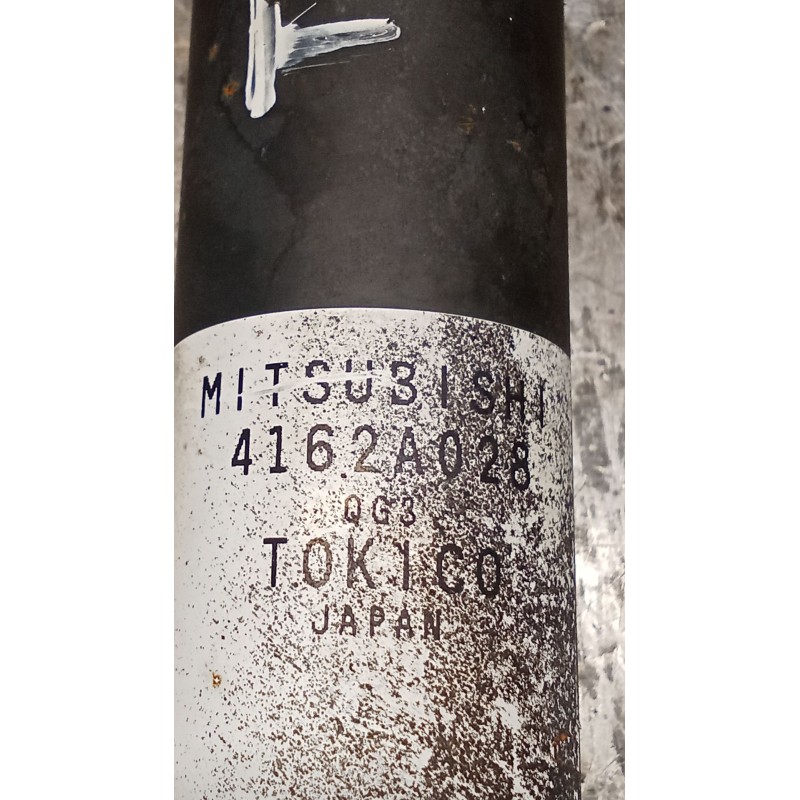 MITSUBISHI
4162A028
QG3
TOKICO
JAPAN